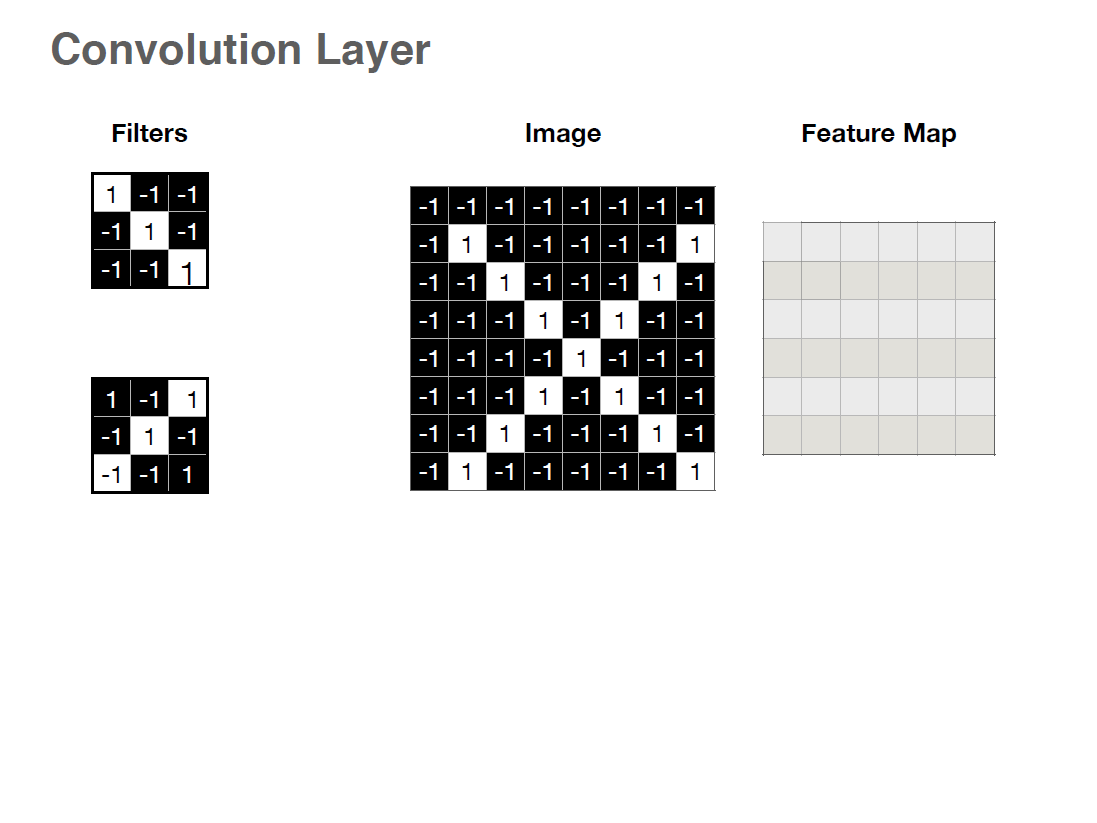 Convolution Layer
Filters
Image
Feature Map
1 -1 -1
-1 1 -1
-1 -1 1
1 -1 1
-1 1 -1
-1 -1 1
-1 -1 -1 -1 -1 -1 -1 -1
-1 1 -1 -1 -1 -1 -1 1
-1 -1 1 -1 -1 -1 1 -1
-1 -1 -1 1 -1 1 -1 -1
-1 -1 -1 -1 1 -1 -1 -1
-1 -1 -1 1 -1 1 -1 -1
-1 -1 1 -1 -1 -1 1 -1
-1 1 -1 -1 -1 -1 -1 1